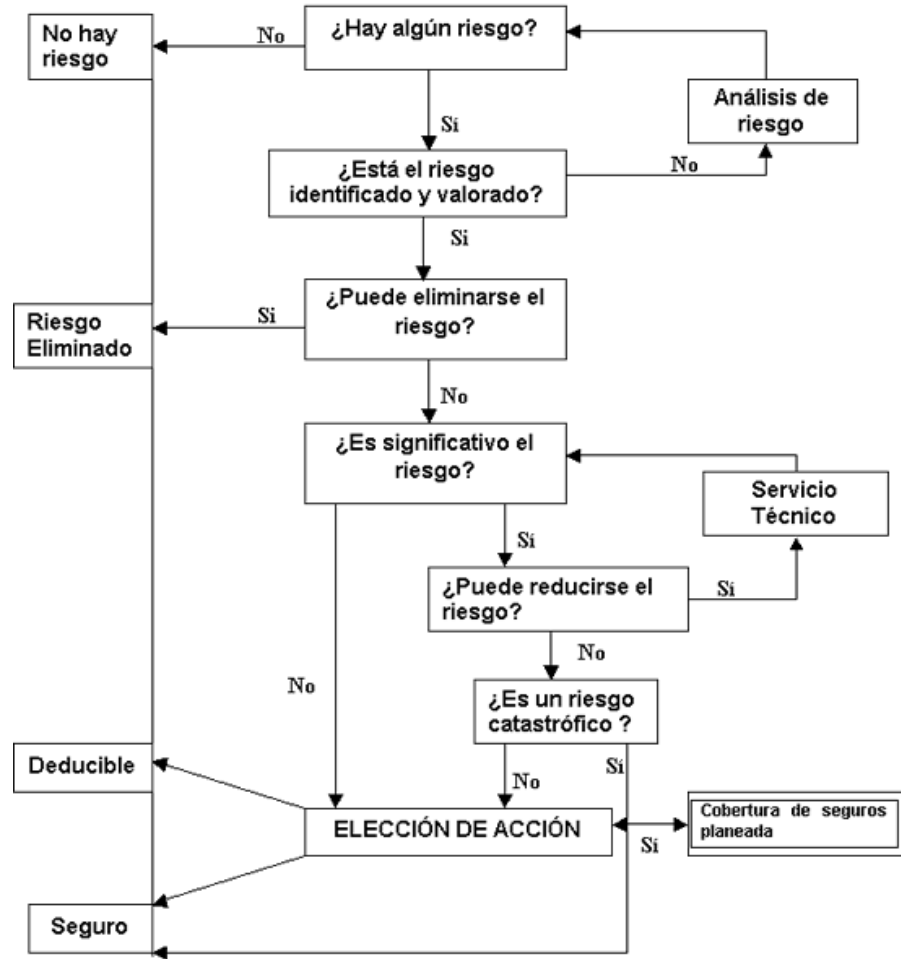 No hay
riesgo
No
¿Hay algún riesgo?
Análisis de
riesgo
Sí
¿Está el riesgo
identificado y valorado?
No
Si
¿Puede eliminarse el
riesgo?
Si
Riesgo
Eliminado
No
¿Es significativo el
riesgo?
Servicio
Técnico
Sí
¿Puede reducirse el
riesgo?
Sí
No
No
¿Es un riesgo
catastrófico ?
Sí
No
Deducible
ELECCIÓN DE ACCIÓN
Sí
Cobertura de seguros
planeada
Seguro